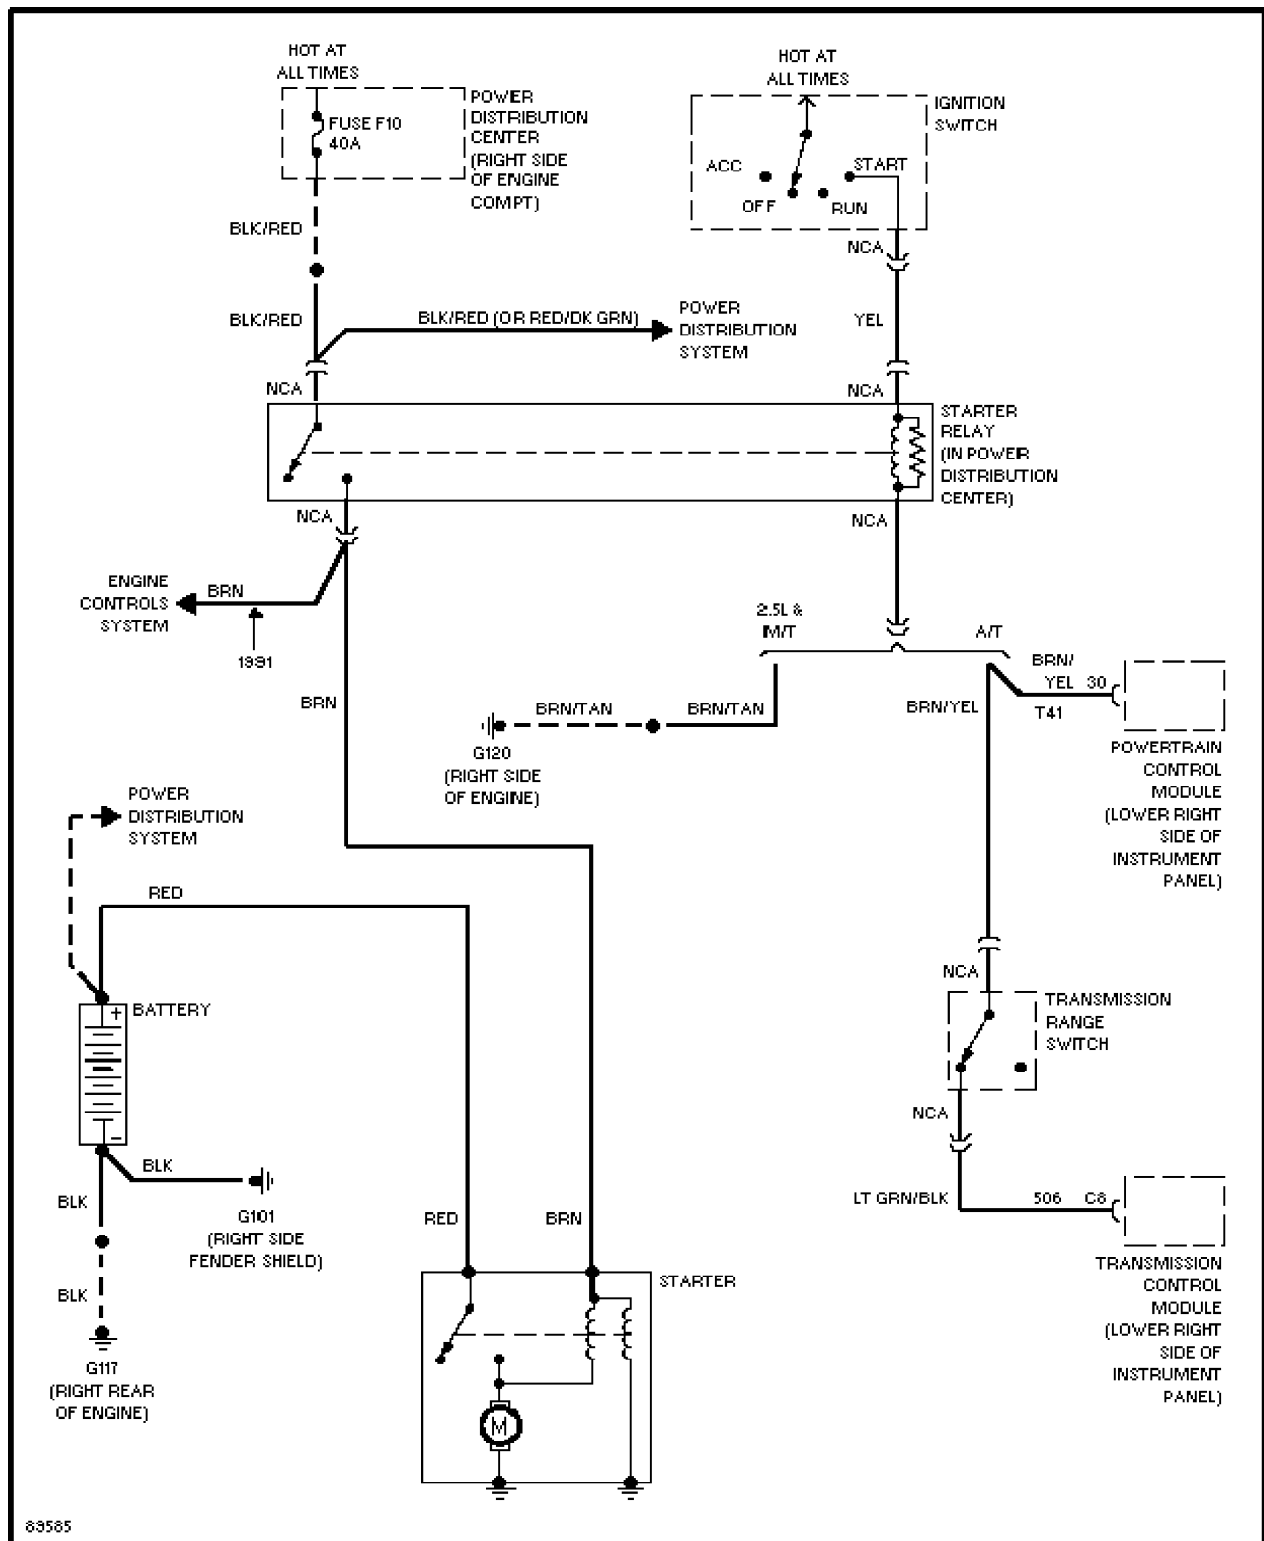 HOT AT
ALL TIMES
FUSE F10
40A
POWER
DISTRIBUTION
CENTER
(RIGHT SIDE
OF ENGINE
COMPT)
HOT AT
ALL TIMES
IGNITION
SWITCH
ACC
START
OFF
RUN
NCA
BLK/RED
BLK/RED
BLK/RED (OR RED/DK GRN)
POWER
DISTRIBUTION
SYSTEM
YEL
NCA
NCA
STARTER
RELAY
(IN POWER
DISTRIBUTION
CENTER)
NCA
NCA
ENGINE
CONTROLS
SYSTEM
BRN
1991
2.5L &
M/T
A/T
BRN/
YEL
30
T41
BRN
BRN/TAN
BRN/TAN
BRN/YEL
G120
(RIGHT SIDE
OF ENGINE)
POWERTRAIN
CONTROL
MODULE
(LOWER RIGHT
SIDE OF
INSTRUMENT
PANEL)
POWER
DISTRIBUTION
SYSTEM
RED
BATTERY
+
−
NCA
TRANSMISSION
RANGE
SWITCH
NCA
BLK
BLK
G101
(RIGHT SIDE
FENDER SHIELD)
BLK
G117
(RIGHT REAR
OF ENGINE)
RED
BRN
STARTER
M
LT GRN/BLK
506
C8
TRANSMISSION
CONTROL
MODULE
(LOWER RIGHT
SIDE OF
INSTRUMENT
PANEL)
89585